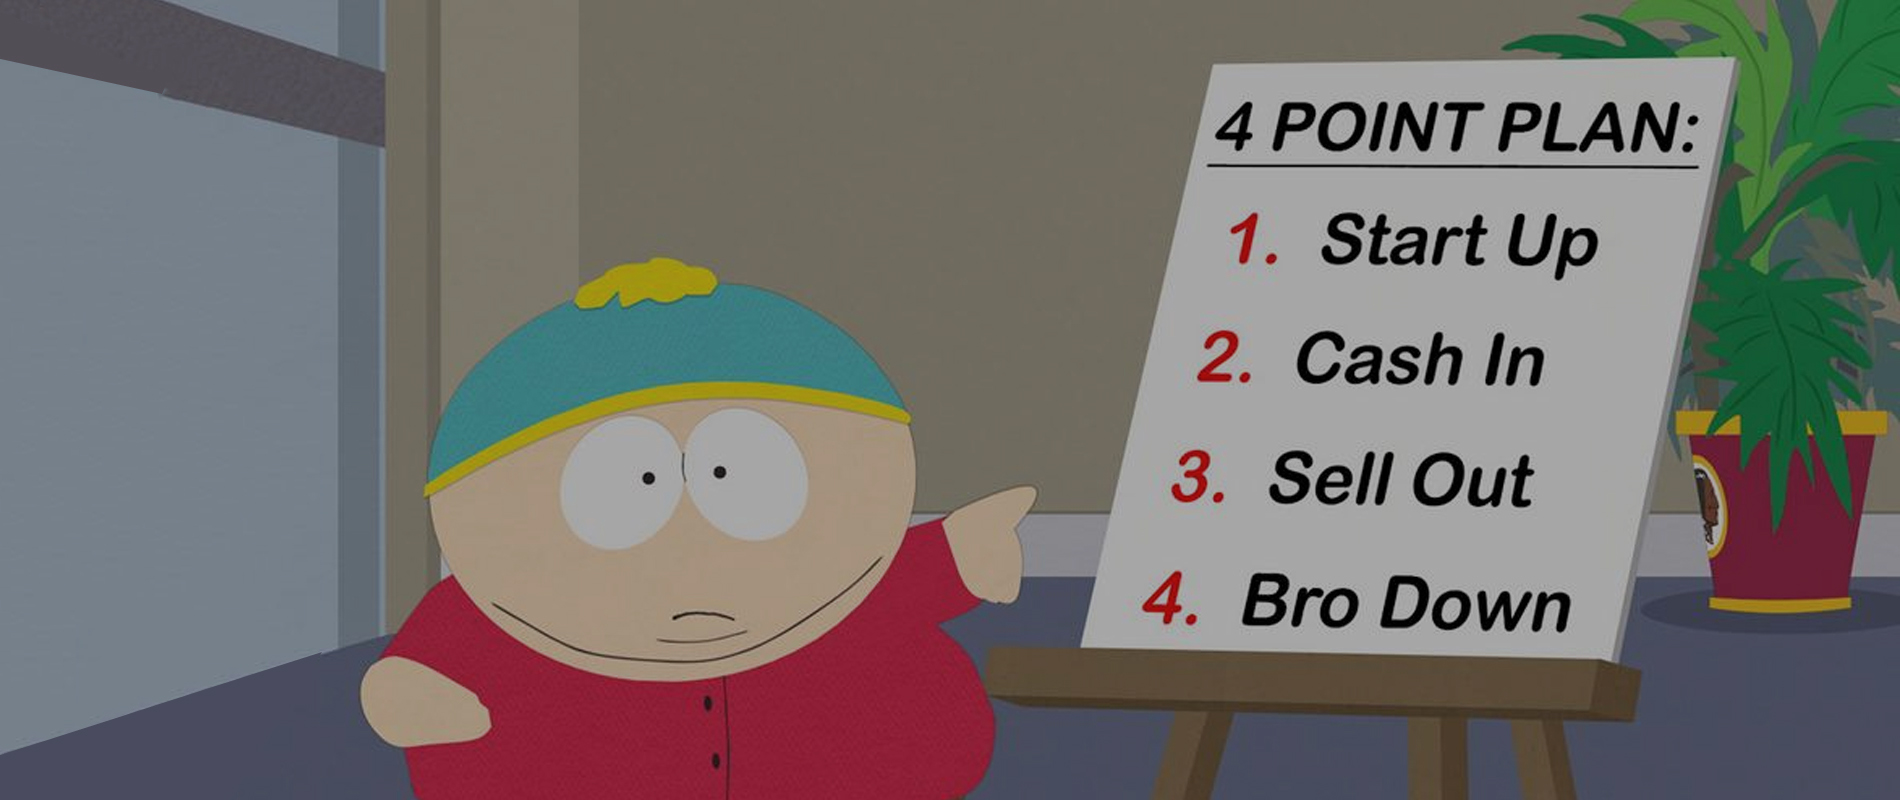 4 POINT PLAN:
1. Start Up
2. Cash In
3. Sell Out
4. Bro Down